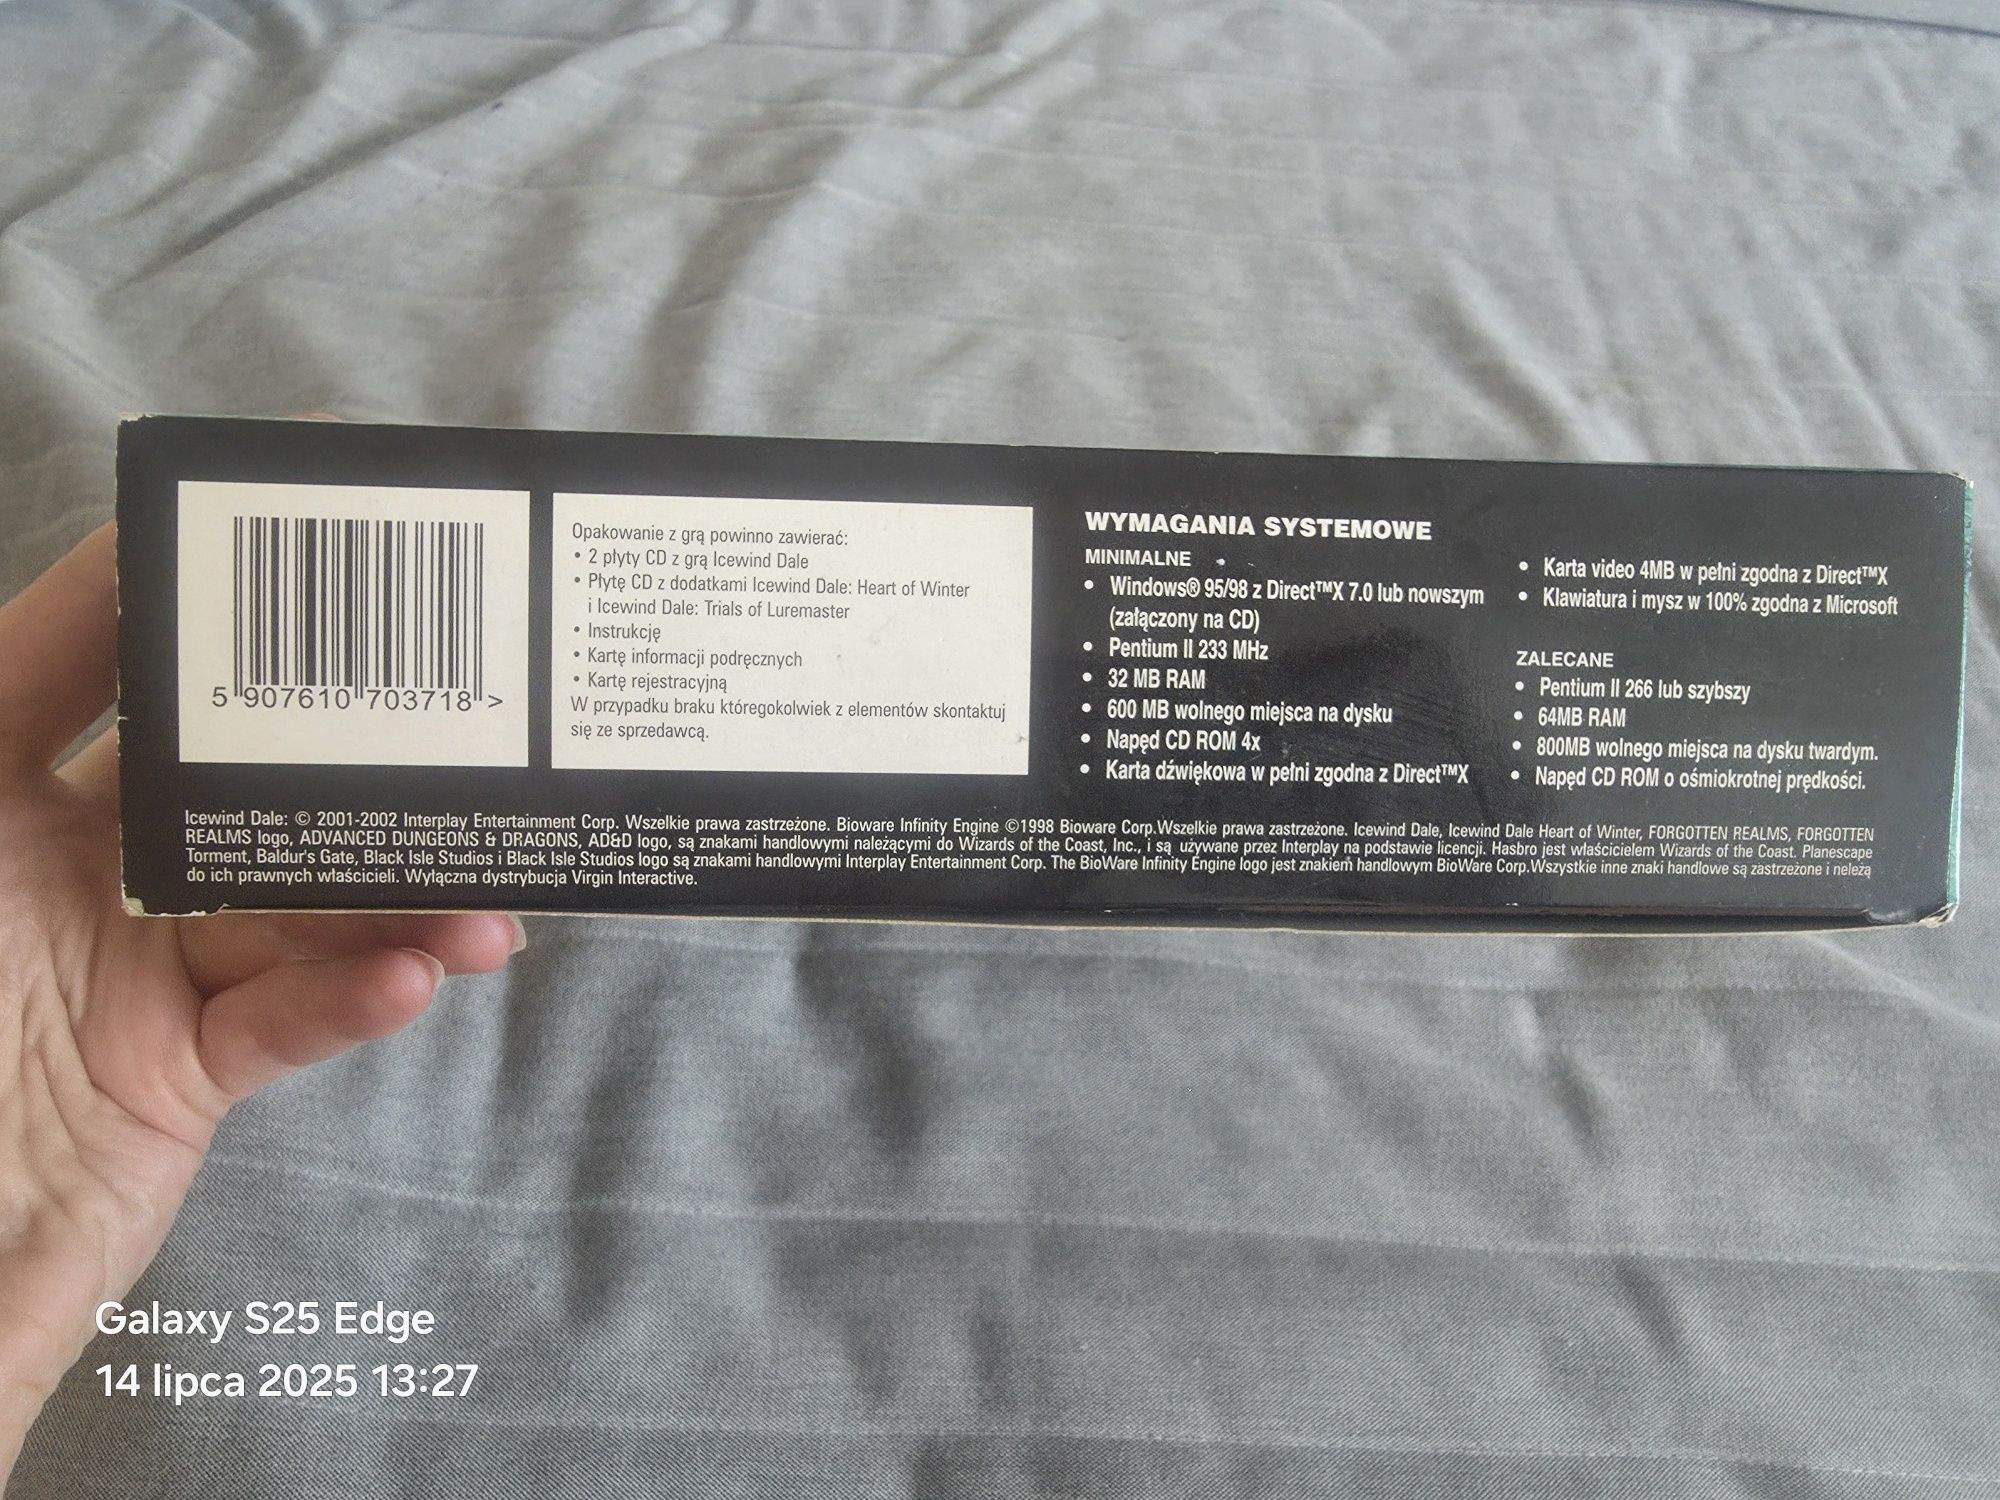 5 907610 703718 >
Opakowanie z grą powinno zawierać:
• 2 płyty CD z grą Icewind Dale
• Płytę CD z dodatkami Icewind Dale: Heart of Winter
i Icewind Dale: Trials of Luremaster
• Instrukcję
• Kartę informacji podręcznych
• Kartę rejestracyjną
W przypadku braku któregokolwiek z elementów skontaktuj
się ze sprzedawcą.
WYMAGANIA SYSTEMOWE
MINIMALNE
• Windows® 95/98 z Direct™X 7.0 lub nowszym
(załączony na CD)
• Pentium II 233 MHz
• 32 MB RAM
• 600 MB wolnego miejsca na dysku
• Napęd CD ROM 4x
• Karta dźwiękowa w pełni zgodna z Direct™X
• Karta video 4MB w pełni zgodna z Direct™X
• Klawiatura i mysz w 100% zgodna z Microsoft
ZALECANE
• Pentium II 266 lub szybszy
• 64MB RAM
• 800MB wolnego miejsca na dysku twardym.
• Napęd CD ROM o ośmiokrotnej prędkości.
Icewind Dale: © 2001-2002 Interplay Entertainment Corp. Wszelkie prawa zastrzeżone. Bioware Infinity Engine ©1998 Bioware Corp.Wszelkie prawa zastrzeżone. Icewind Dale, Icewind Dale Heart of Winter, FORGOTTEN REALMS, FORGOTTEN
REALMS logo, ADVANCED DUNGEONS & DRAGONS, AD&D logo, są znakami handlowymi należącymi do Wizards of the Coast, Inc., i są używane przez Interplay na podstawie licencji. Hasbro jest właścicielem Wizards of the Coast. Planescape
Torment, Baldur's Gate, Black Isle Studios i Black Isle Studios logo są znakami handlowymi Interplay Entertainment Corp. The BioWare Infinity Engine logo jest znakiem handlowym BioWare Corp.Wszystkie inne znaki handlowe są zastrzeżone i neleżą
do ich prawnych właścicieli. Wyłączna dystrybucja Virgin Interactive.
Galaxy S25 Edge
14 lipca 2025 13:27